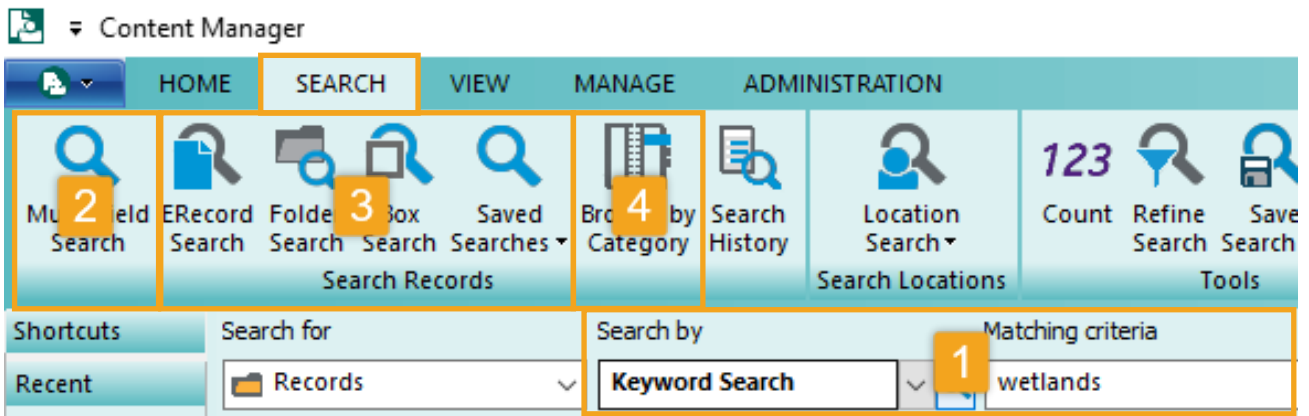 Content Manager
HOME SEARCH VIEW MANAGE ADMINISTRATION
2 3 4 123
ERecord Saved by Search Location Count Refine
Search Search Search Searches Category History Search Search Search
Search Records Search Locations Tools
Shortcuts Search for Search by Matching criteria
1
Recent Records Keyword Search wetlands